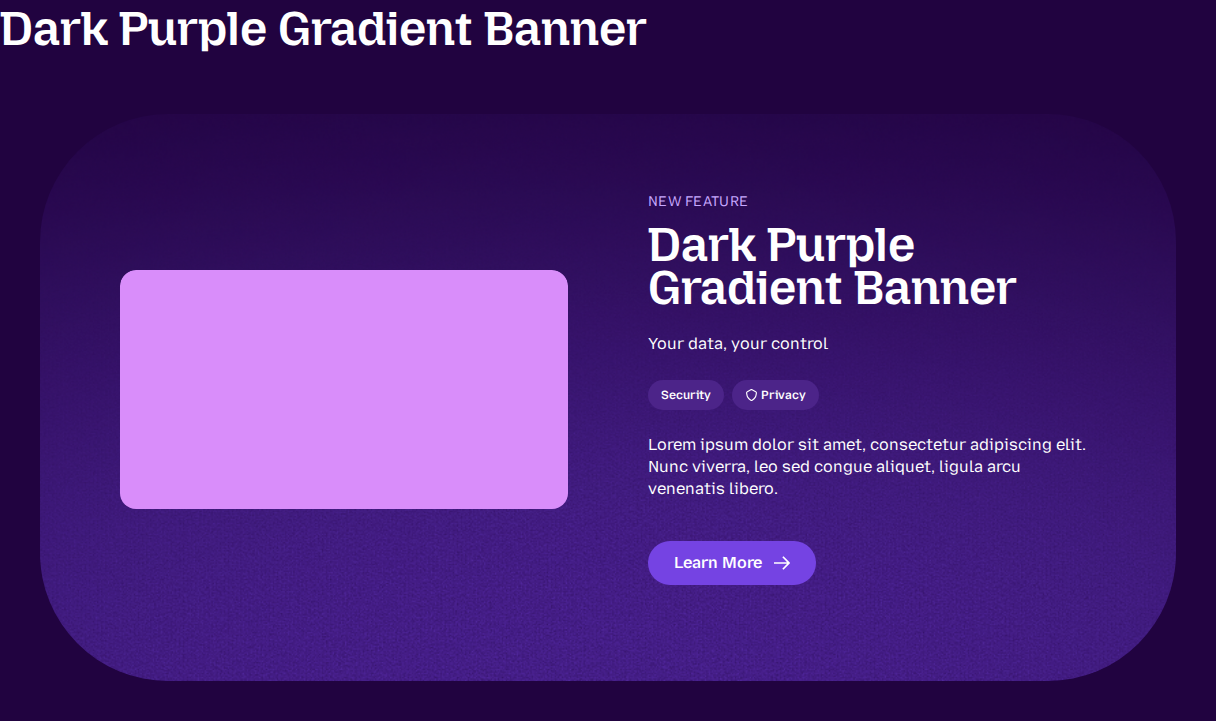 Dark Purple Gradient Banner
NEW FEATURE
Dark Purple
Gradient Banner
Your data, your control
Security
Privacy
Lorem ipsum dolor sit amet, consectetur adipiscing elit.
Nunc viverra, leo sed congue aliquet, ligula arcu
venenatis libero.
Learn More